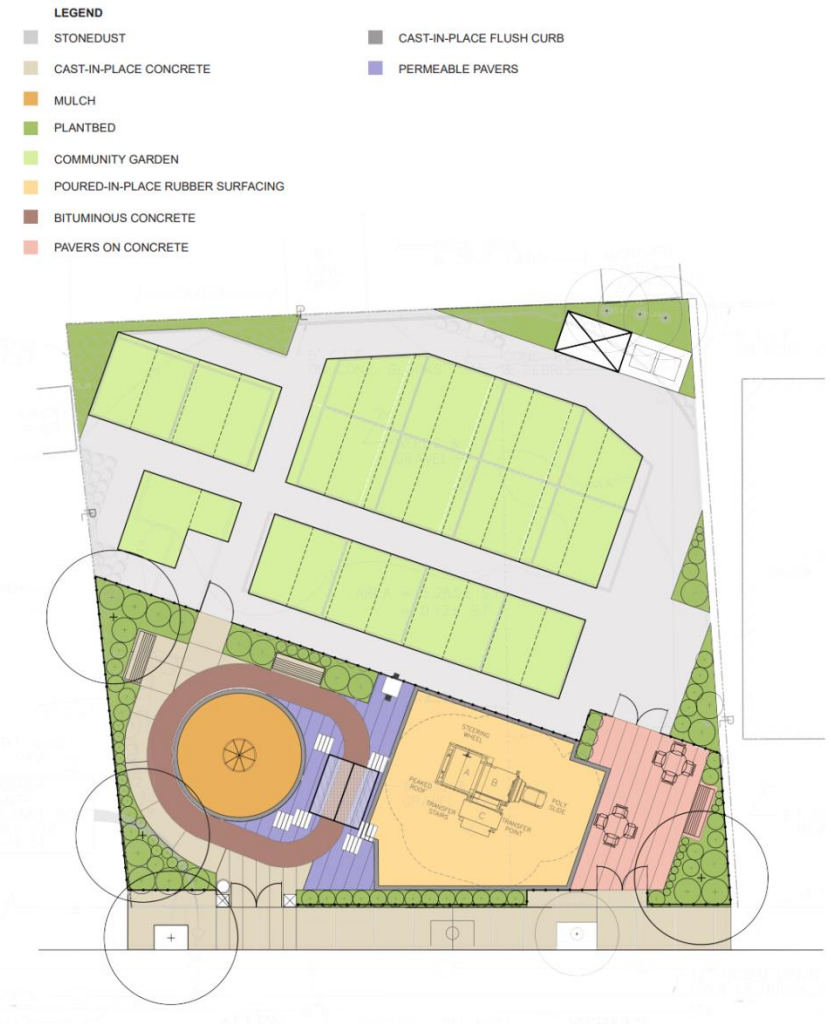 LEGEND
STONEDUST
CAST-IN-PLACE CONCRETE
MULCH
PLANTBED
COMMUNITY GARDEN
POURED-IN-PLACE RUBBER SURFACING
BITUMINOUS CONCRETE
PAVERS ON CONCRETE
CAST-IN-PLACE FLUSH CURB
PERMEABLE PAVERS
STEERING
WHEEL
A
B
C
PEAKED
ROOF
POLY
SLIDE
TRANSFER
STAIRS
TRANSFER
POINT